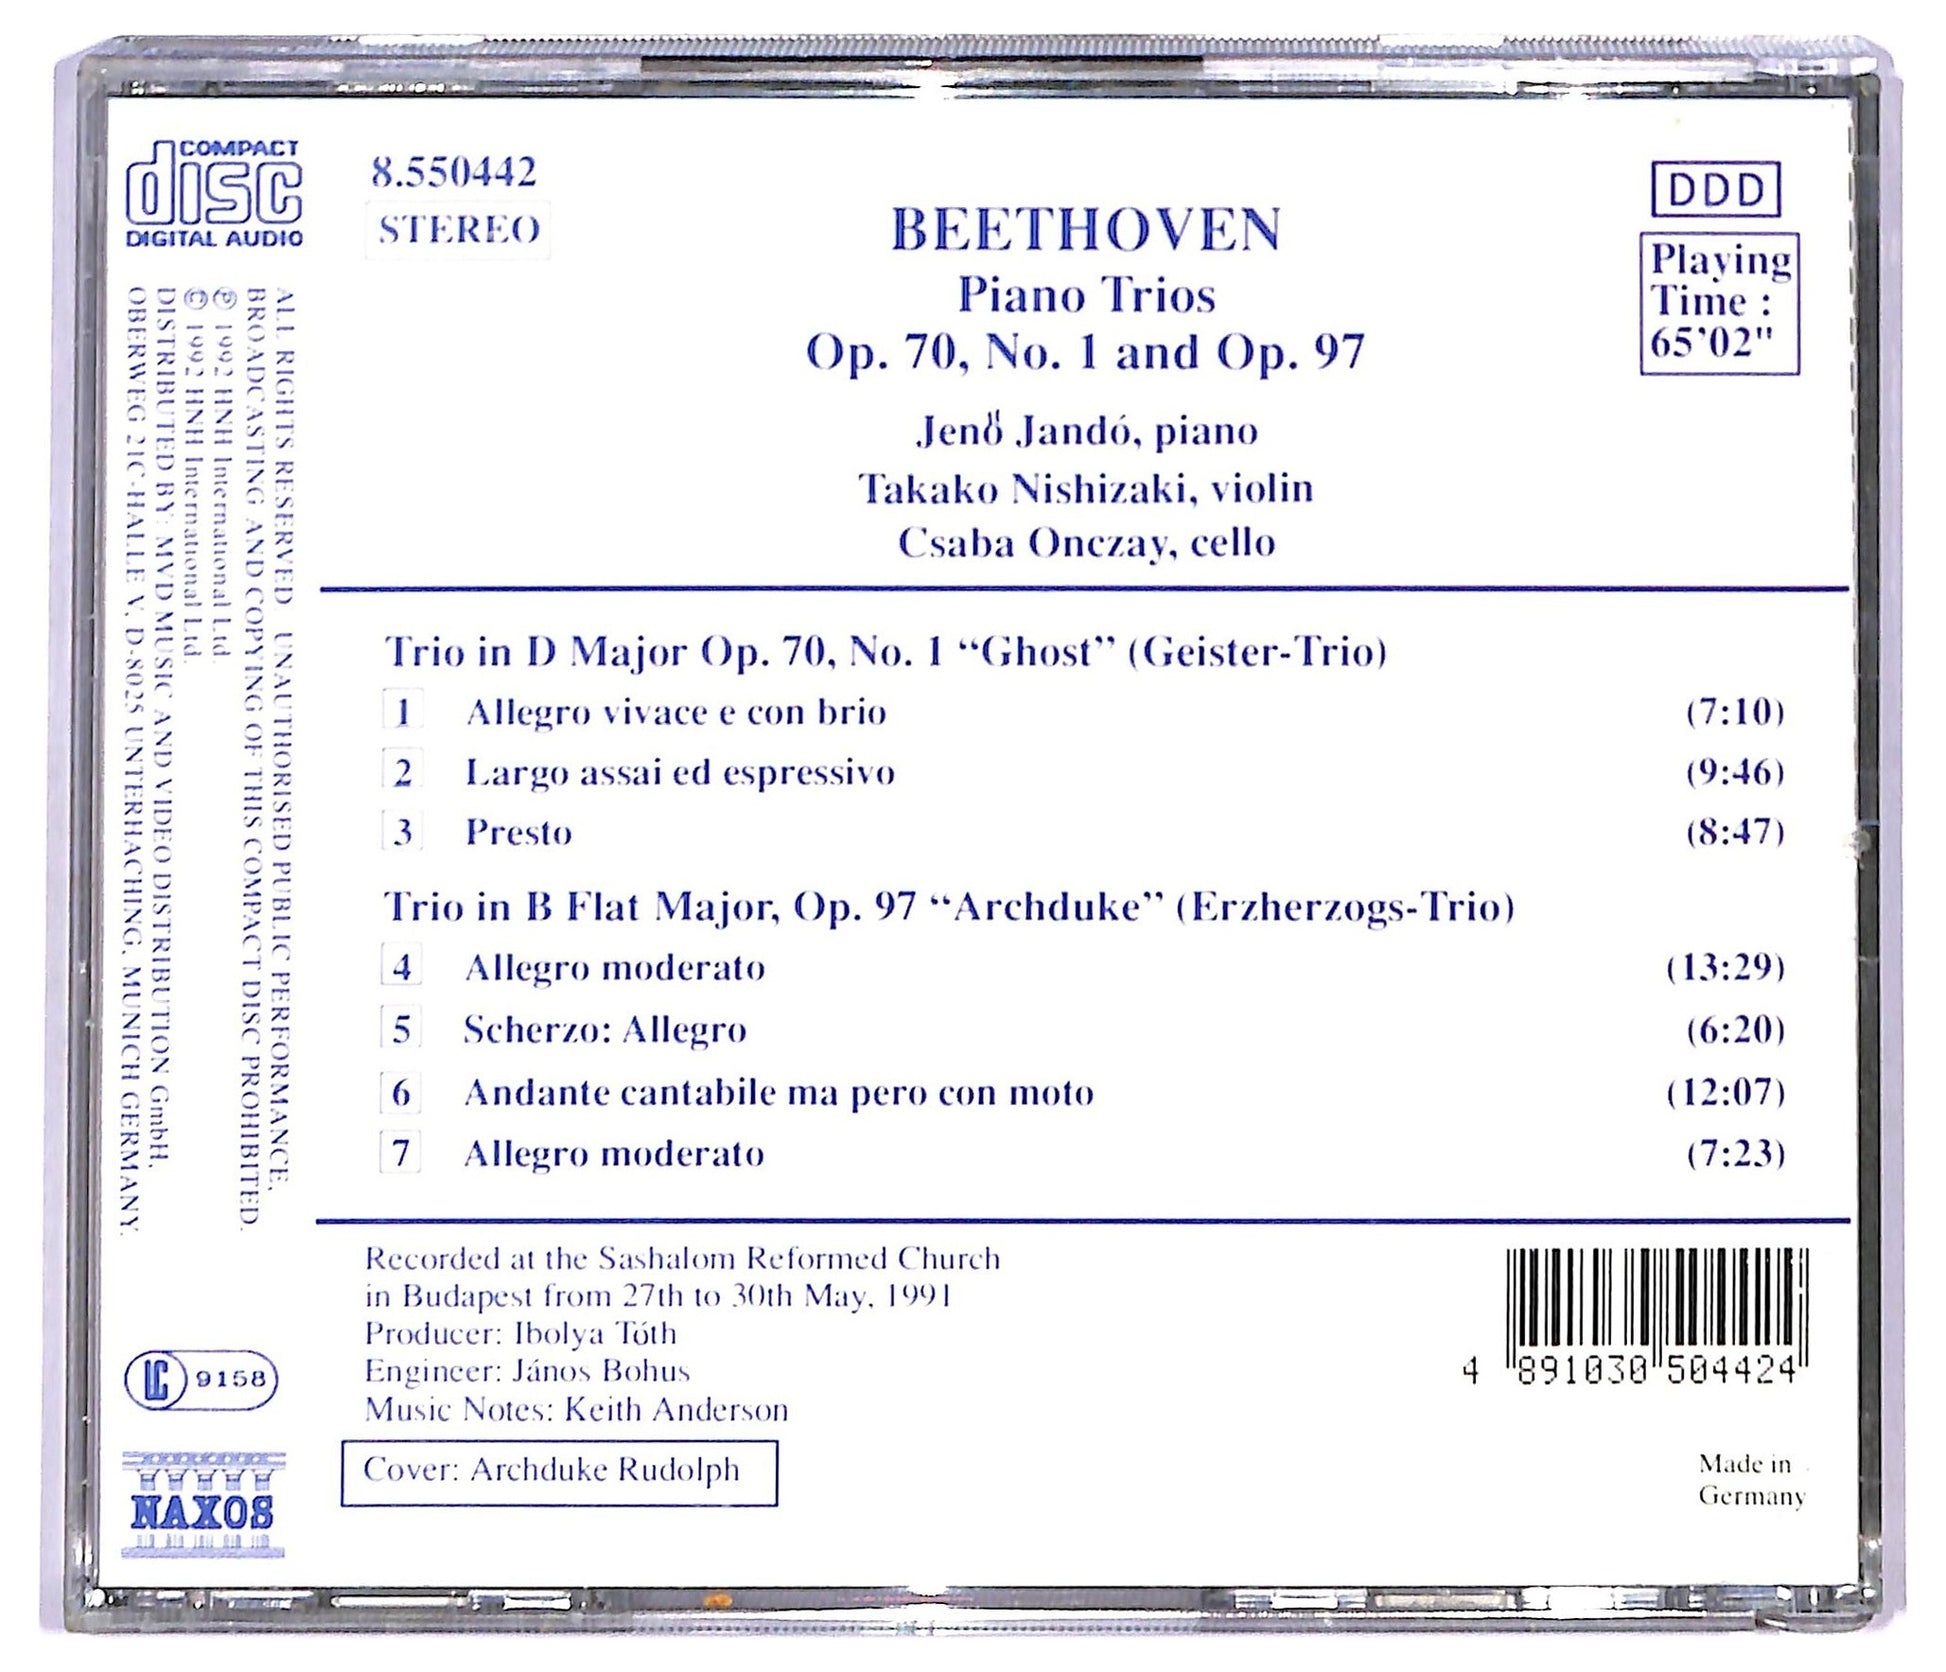 COMPACT
disc
DIGITAL AUDIO
8.550442
STEREO
BEETHOVEN
Piano Trios
Op. 70, No. 1 and Op. 97
Jenő Jandó, piano
Takako Nishizaki, violin
Csaba Onczay, cello
DDD
Playing
Time :
65’02"
Trio in D Major Op. 70, No. 1 “Ghost” (Geister-Trio)
1 Allegro vivace e con brio (7:10)
2 Largo assai ed espressivo (9:46)
3 Presto (8:47)
Trio in B Flat Major, Op. 97 “Archduke” (Erzherzogs-Trio)
4 Allegro moderato (13:29)
5 Scherzo: Allegro (6:20)
6 Andante cantabile ma pero con moto (12:07)
7 Allegro moderato (7:23)
Recorded at the Sashalom Reformed Church
in Budapest from 27th to 30th May, 1991
Producer: Ibolya Tóth
Engineer: János Bohus
Music Notes: Keith Anderson
Cover: Archduke Rudolph
4 891030 504424
Made in
Germany
ALL RIGHTS RESERVED. UNAUTHORISED PUBLIC PERFORMANCE,
BROADCASTING AND COPYING OF THIS COMPACT DISC PROHIBITED.
℗ 1992 HNH International Ltd.
© 1992 HNH International Ltd.
DISTRIBUTED BY: MVD MUSIC AND VIDEO DISTRIBUTION GmbH,
OBERWEG 21C-HALLE V, D-8025 UNTERHACHING, MUNICH GERMANY.
LC 9158
NAXOS